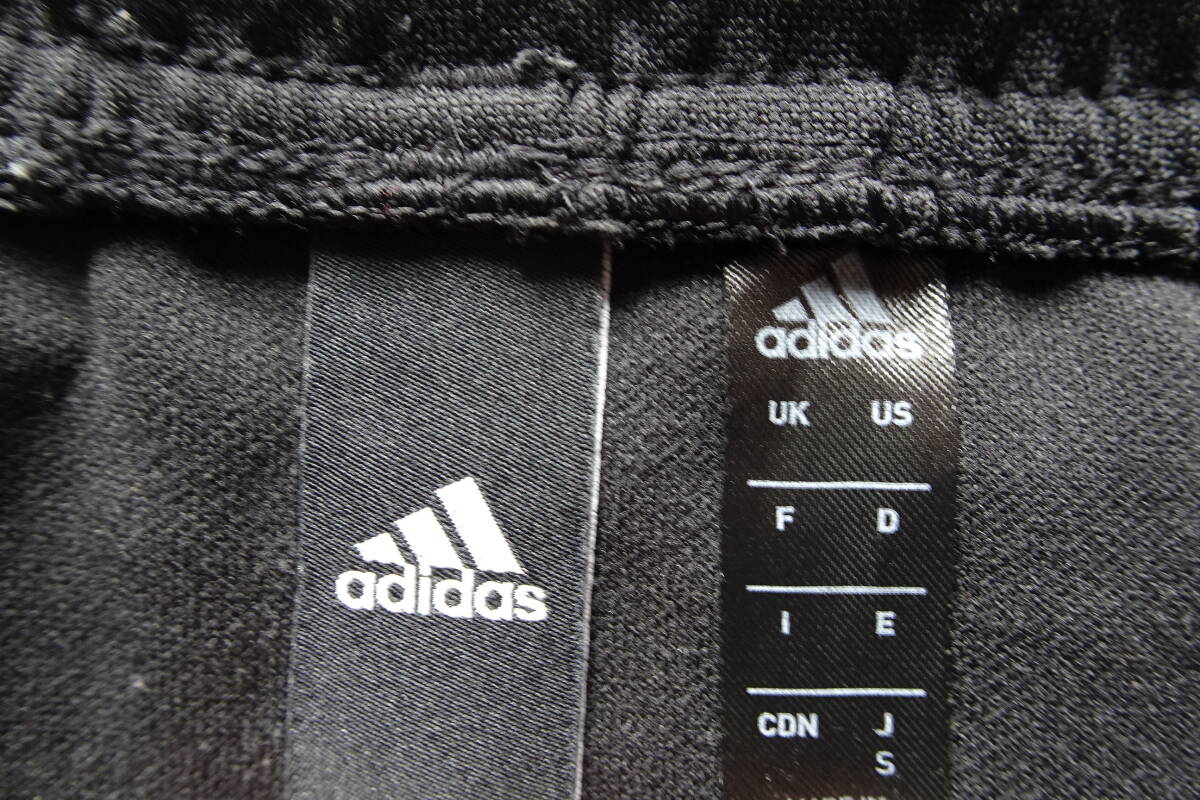 adidas
adidas
UK US
F D
I E
CDN J
S